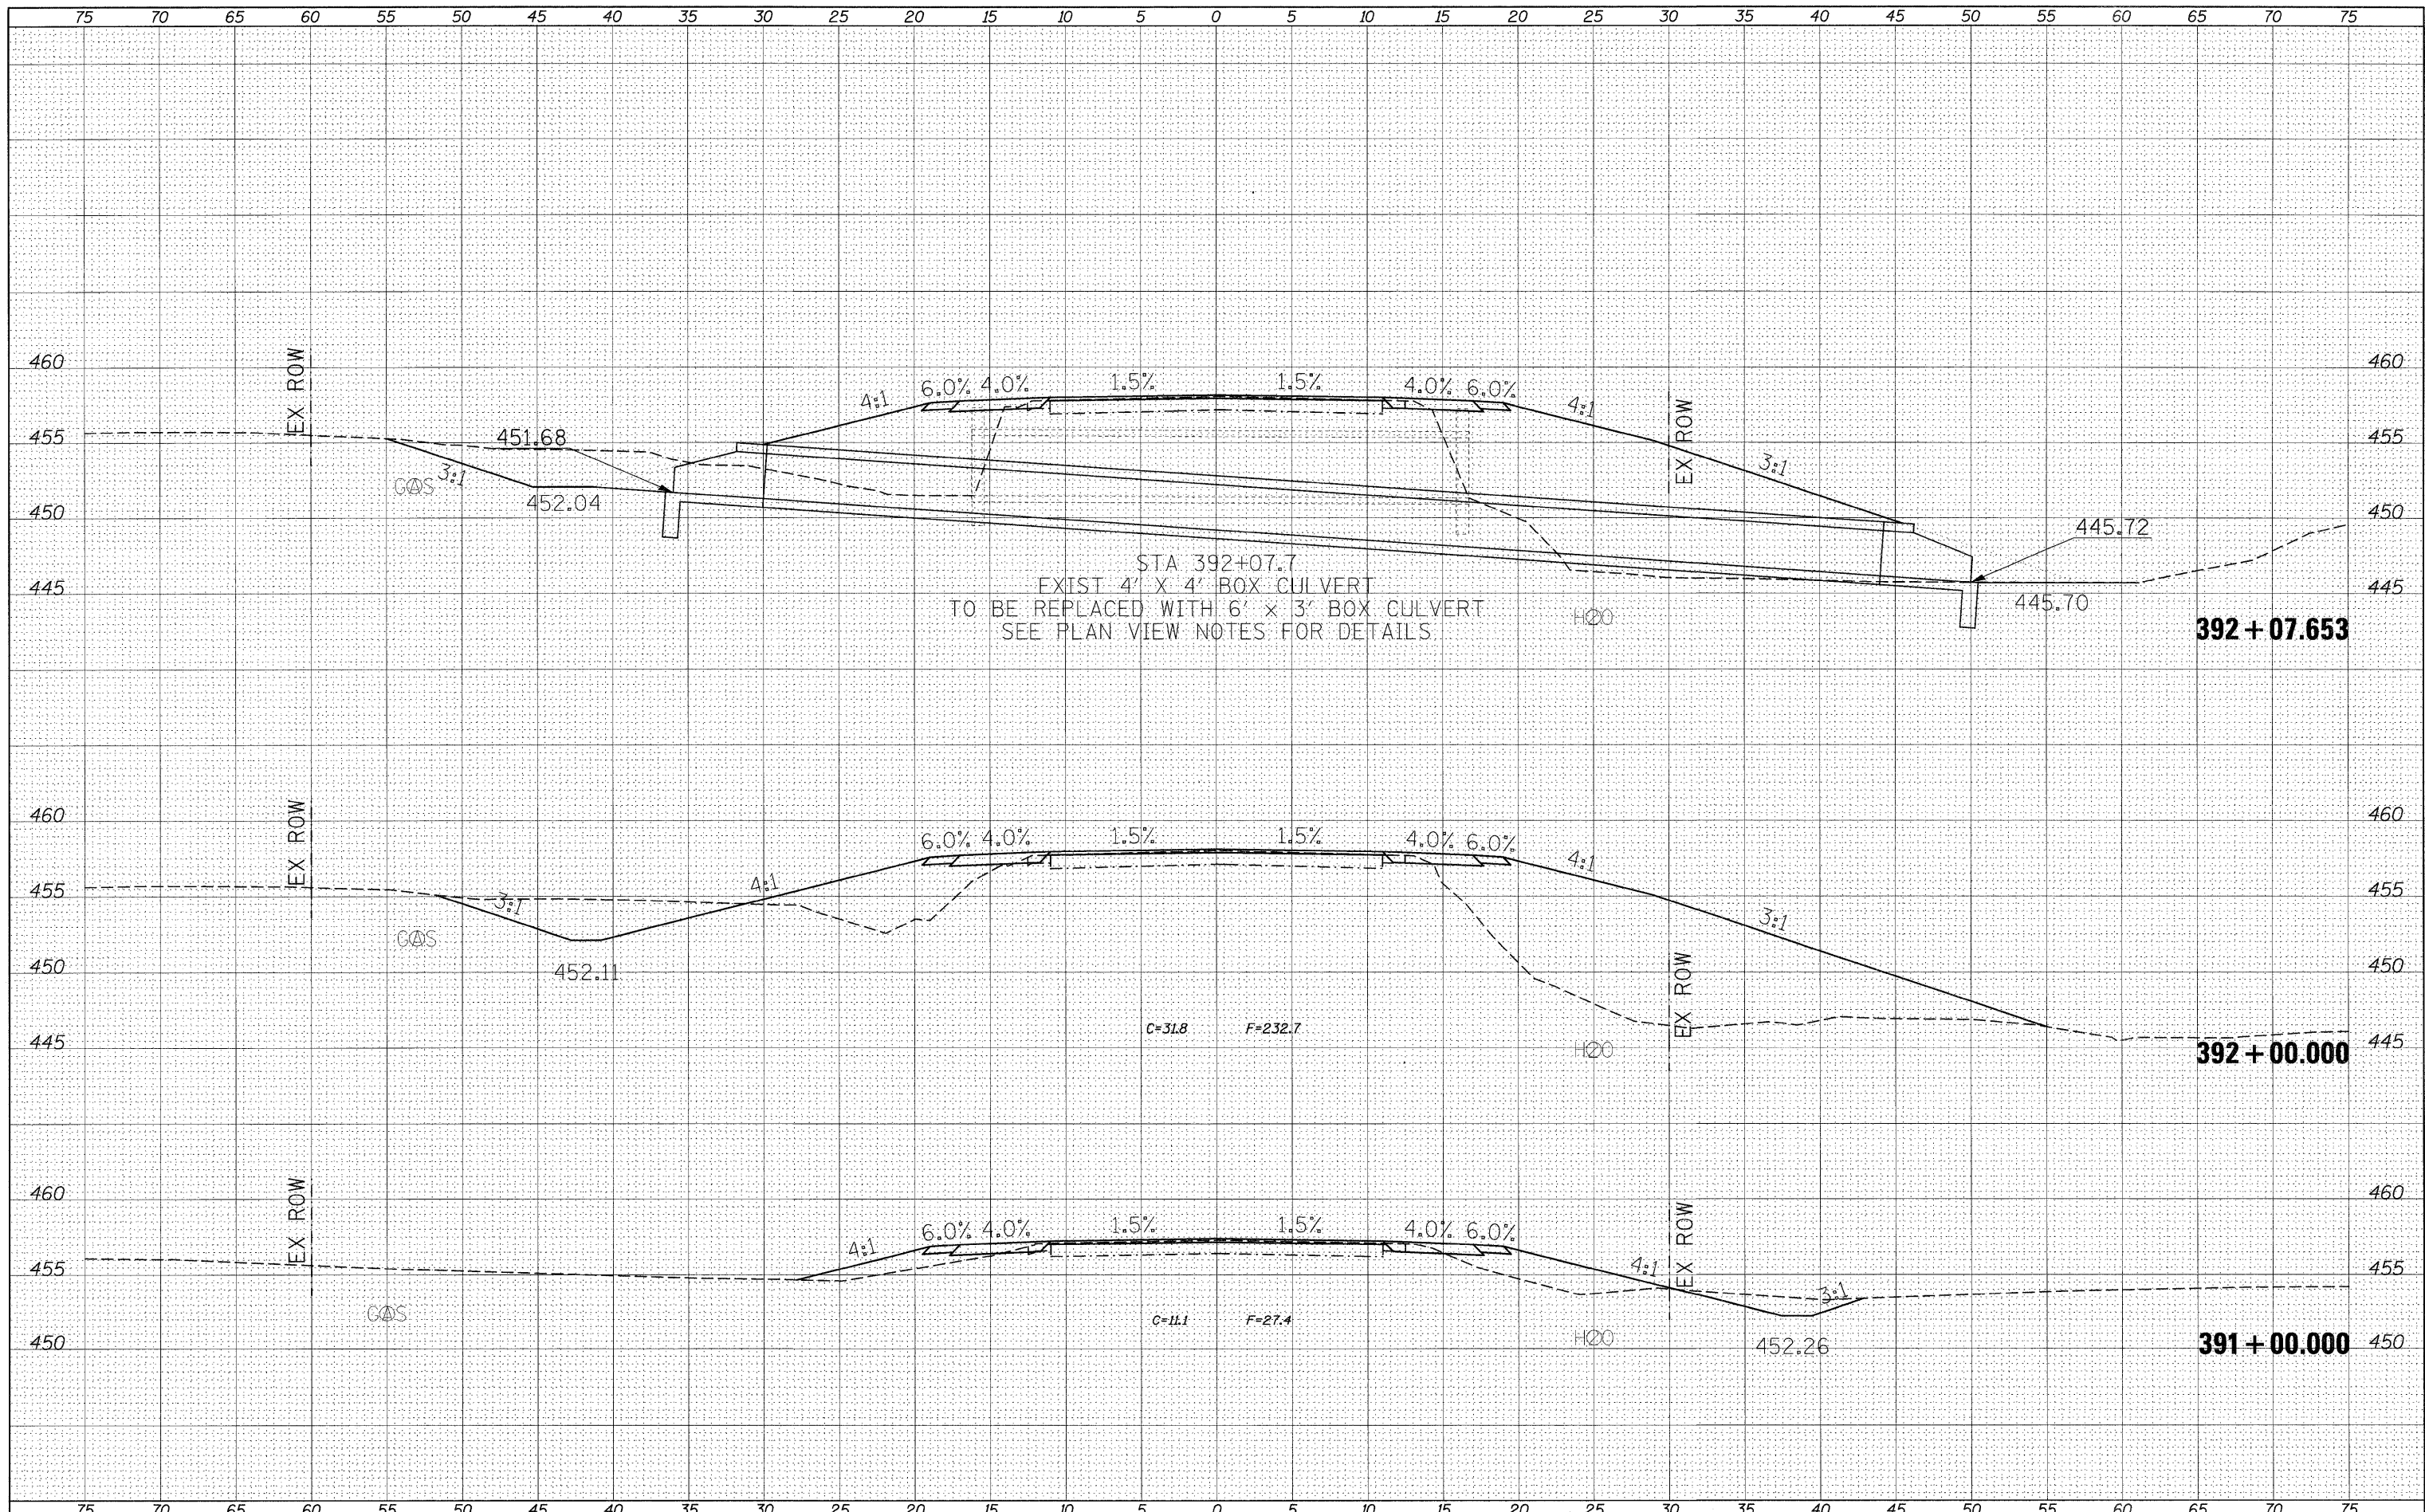 75 70 65 60 55 50 45 40 35 30 25 20 15 10 5 0 5 10 15 20 25 30 35 40 45 50 55 60 65 70 75
460 EX ROW 4:1 6.0% 4.0% 1.5% 1.5% 4.0% 6.0% 4:1 EX ROW 460
455 451.68 455
3:1 GAS 452.04 3:1
450 445.72 450
STA 392+07.7
EXIST 4' X 4' BOX CULVERT
TO BE REPLACED WITH 6' x 3' BOX CULVERT
SEE PLAN VIEW NOTES FOR DETAILS
445 H2O 445.70 445
392+07.653
460 EX ROW 6.0% 4.0% 1.5% 1.5% 4.0% 6.0% 460
4:1 4:1
455 3:1 3:1 455
GAS
450 452.11 EX ROW 450
C=31.8 F=232.7
445 H2O 445
392+00.000
460 EX ROW 6.0% 4.0% 1.5% 1.5% 4.0% 6.0% EX ROW 460
4:1 4:1
455 455
GAS C=11.1 F=27.4 3:1
450 H2O 452.26 450
391+00.000
75 70 65 60 55 50 45 40 35 30 25 20 15 10 5 0 5 10 15 20 25 30 35 40 45 50 55 60 65 70 75